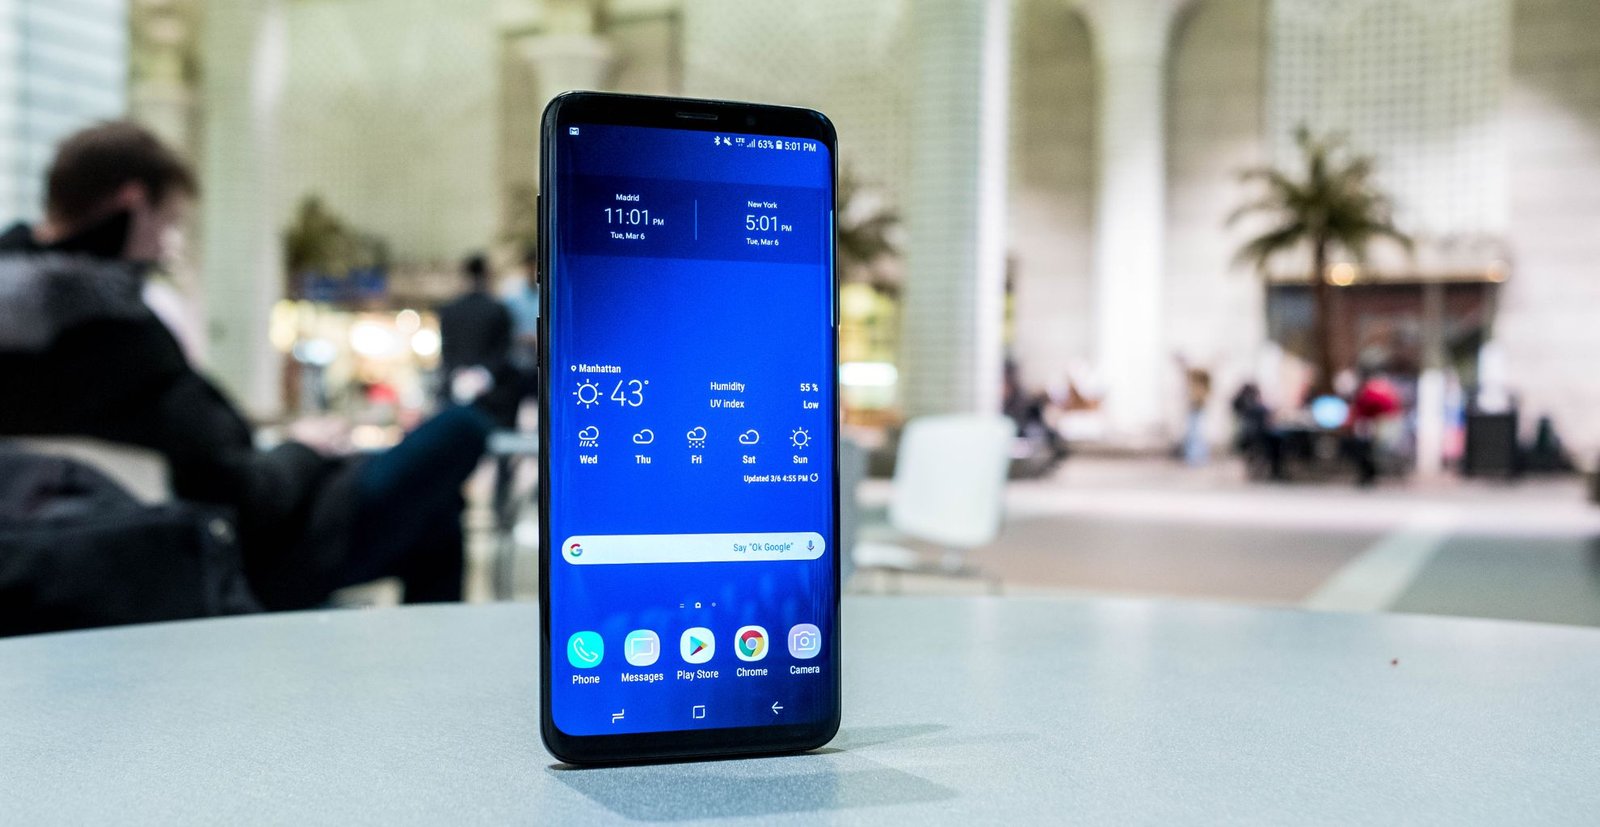 LTE 63% 5:01 PM
Madrid
11:01 PM
Tue, Mar 6
New York
5:01 PM
Tue, Mar 6
Manhattan
43°
Humidity 55 %
UV index Low
Wed Thu Fri Sat Sun
Updated 3/6 4:55 PM
G Say "Ok Google"
Phone Messages Play Store Chrome Camera